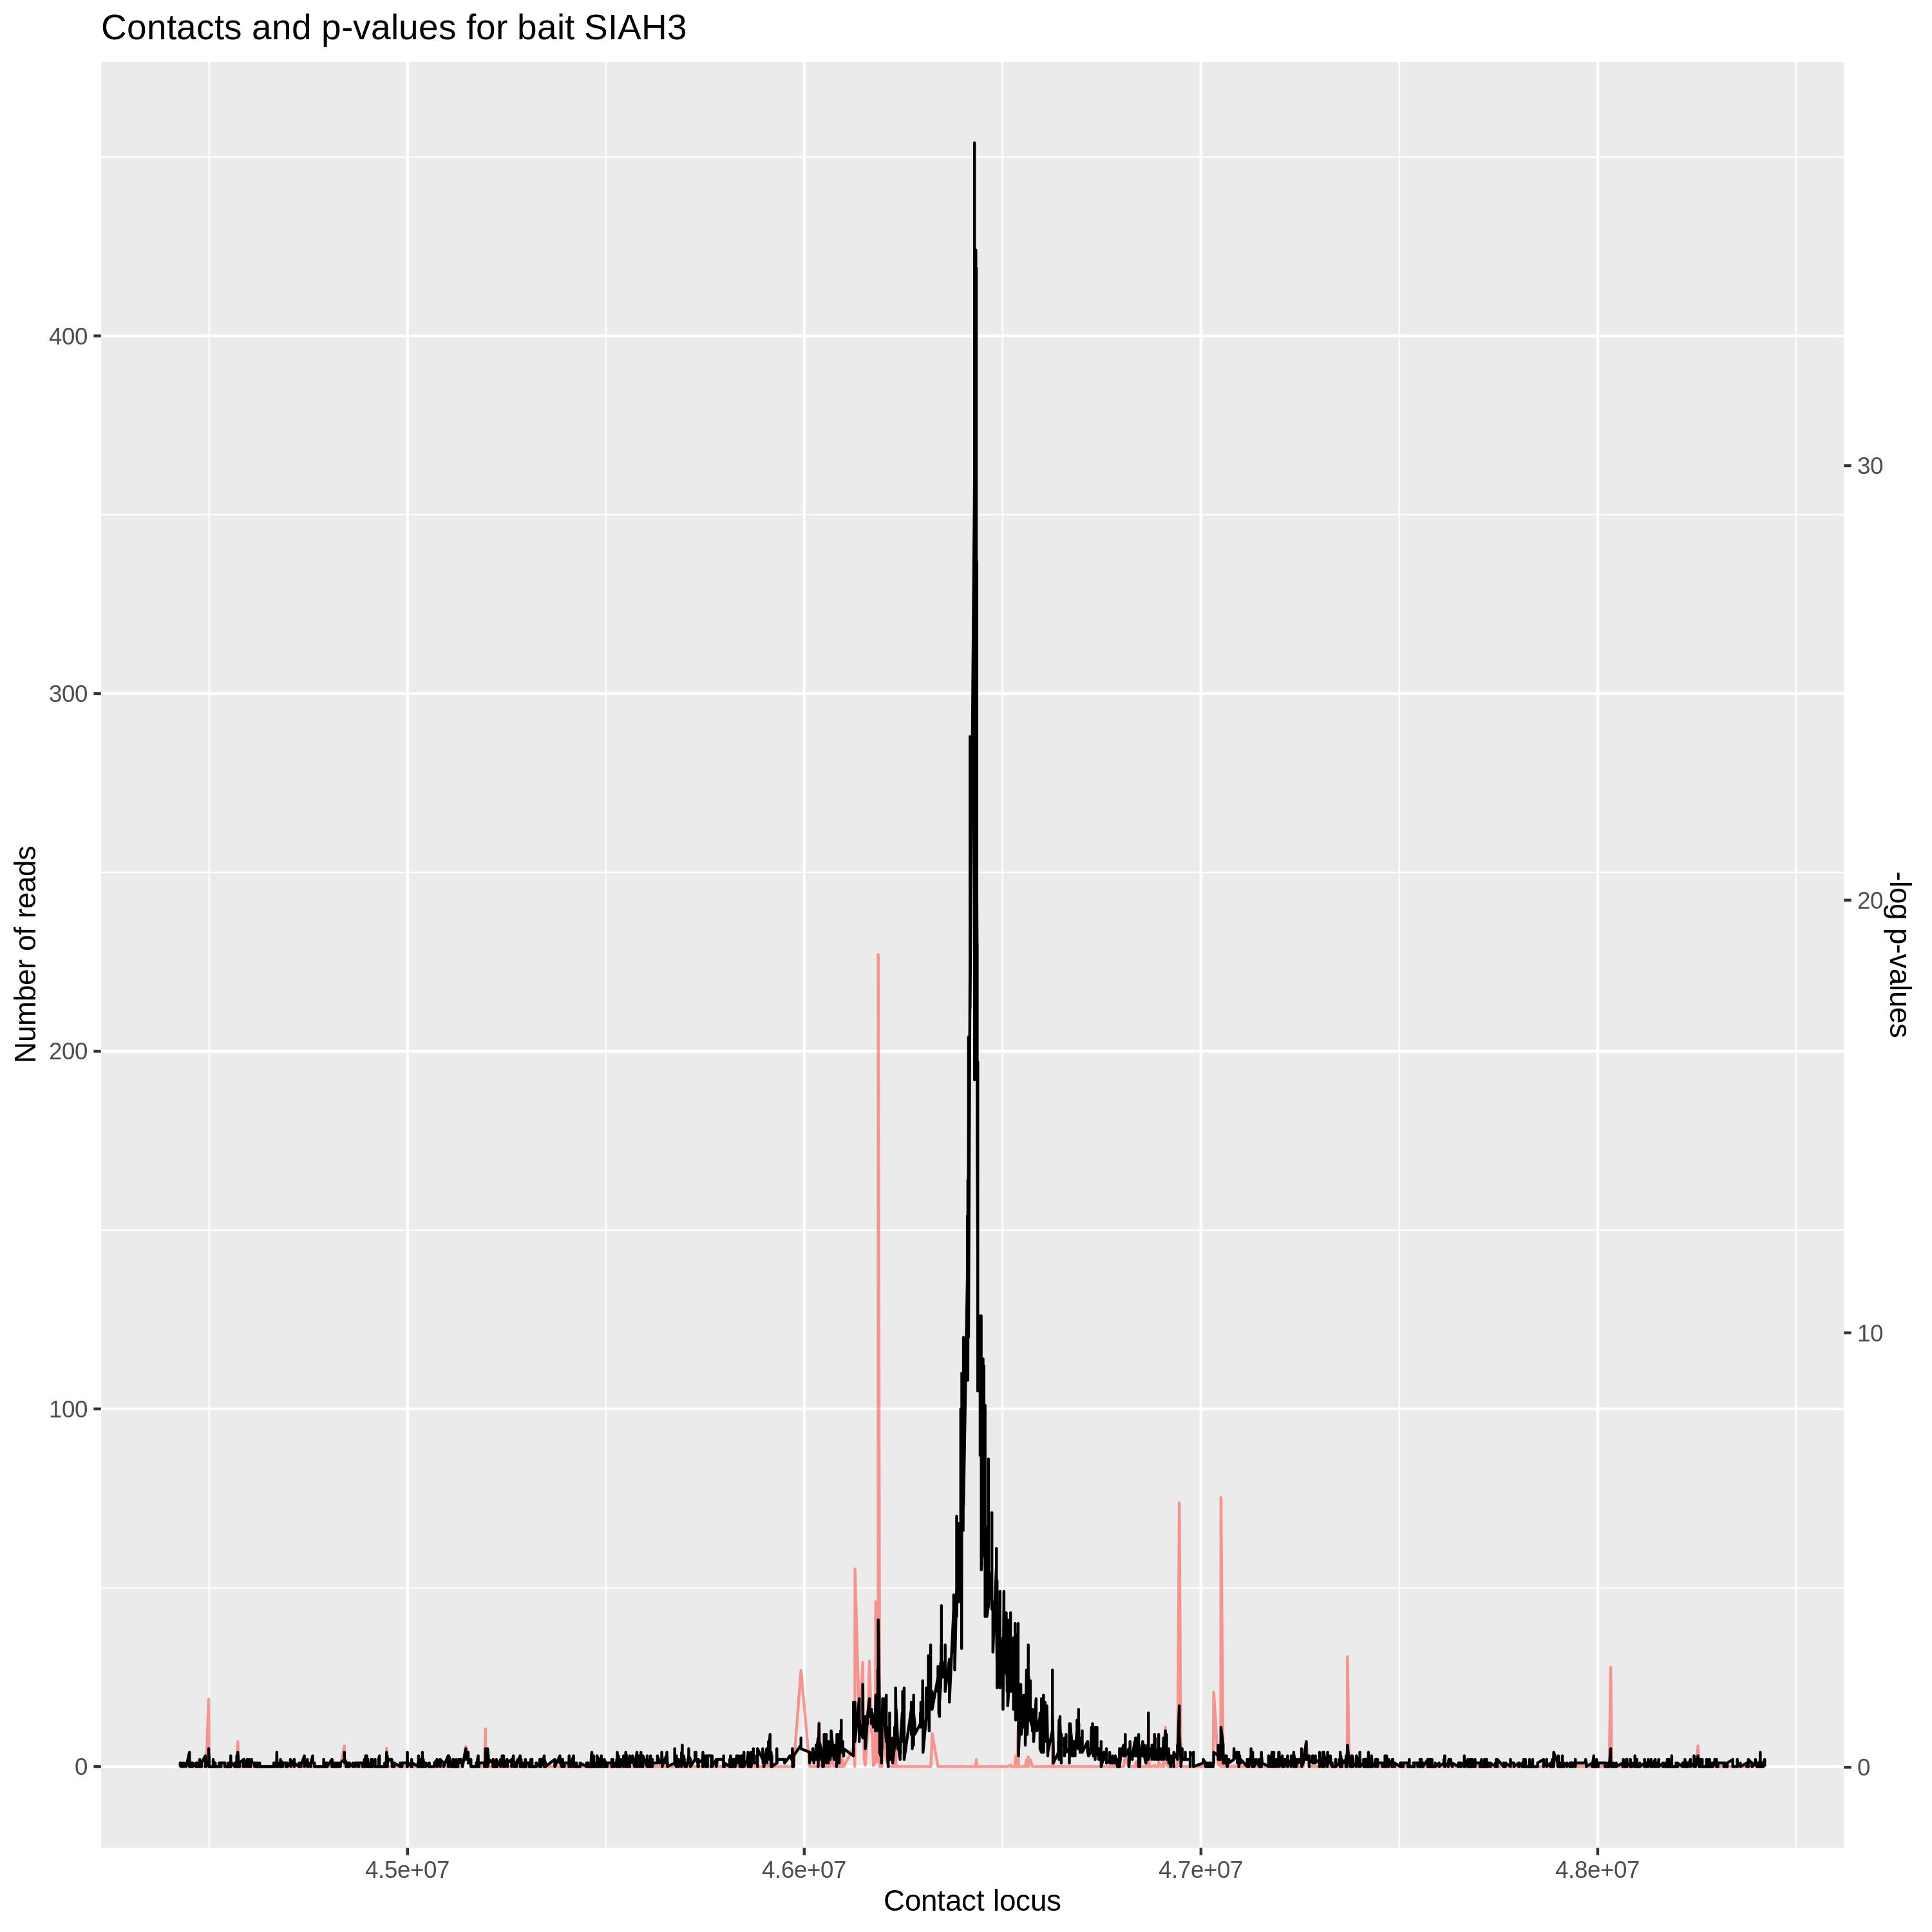 Contacts and p-values for bait SIAH3
Number of reads
400
300
200
100
0
30
20
10
0
-log p-values
4.5e+07
4.6e+07
4.7e+07
4.8e+07
Contact locus